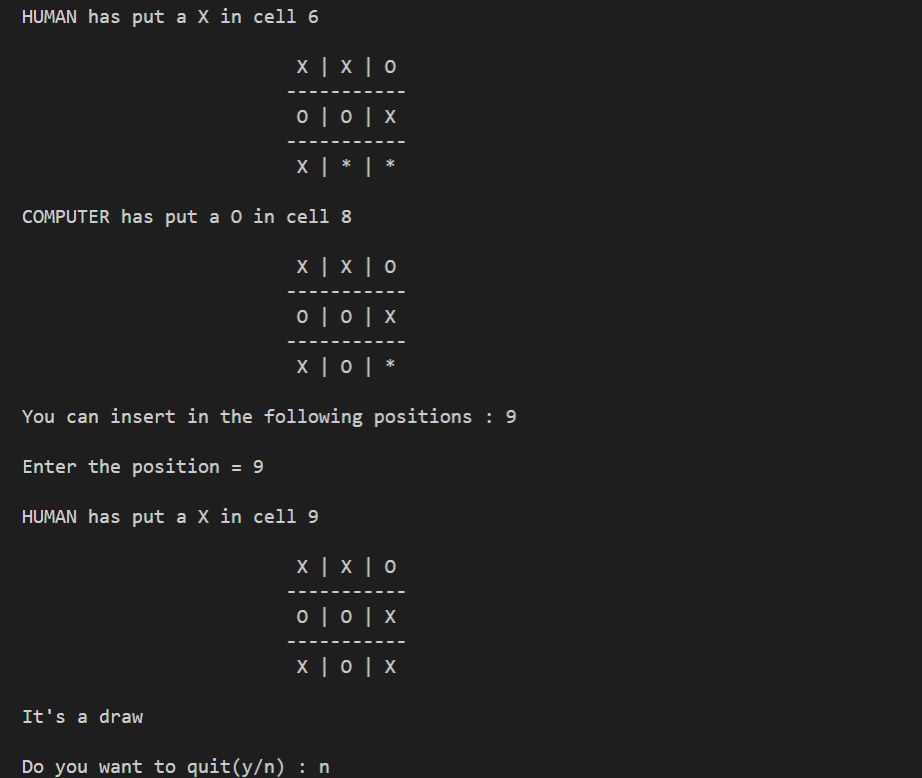 HUMAN has put a X in cell 6
X | X | O
-----------
O | O | X
-----------
X | * | *
COMPUTER has put a O in cell 8
X | X | O
-----------
O | O | X
-----------
X | O | *
You can insert in the following positions : 9
Enter the position = 9
HUMAN has put a X in cell 9
X | X | O
-----------
O | O | X
-----------
X | O | X
It's a draw
Do you want to quit(y/n) : n